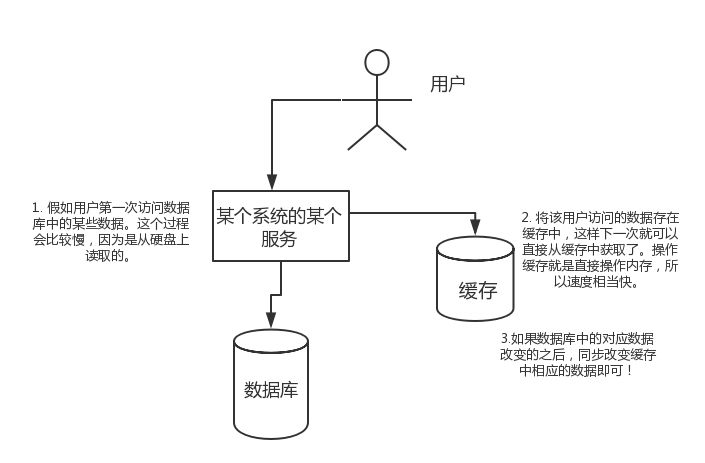 用户
1. 假如用户第一次访问数据
库中的某些数据。这个过程
会比较慢，因为是从硬盘上
读取的。
某个系统的某个
服务
2. 将该用户访问的数据存在
缓存中，这样下一次就可以
直接从缓存中获取了。操作
缓存就是直接操作内存，所
以速度相当快。
缓存
3.如果数据库中的对应数据
改变的之后，同步改变缓存
中相应的数据即可！
数据库